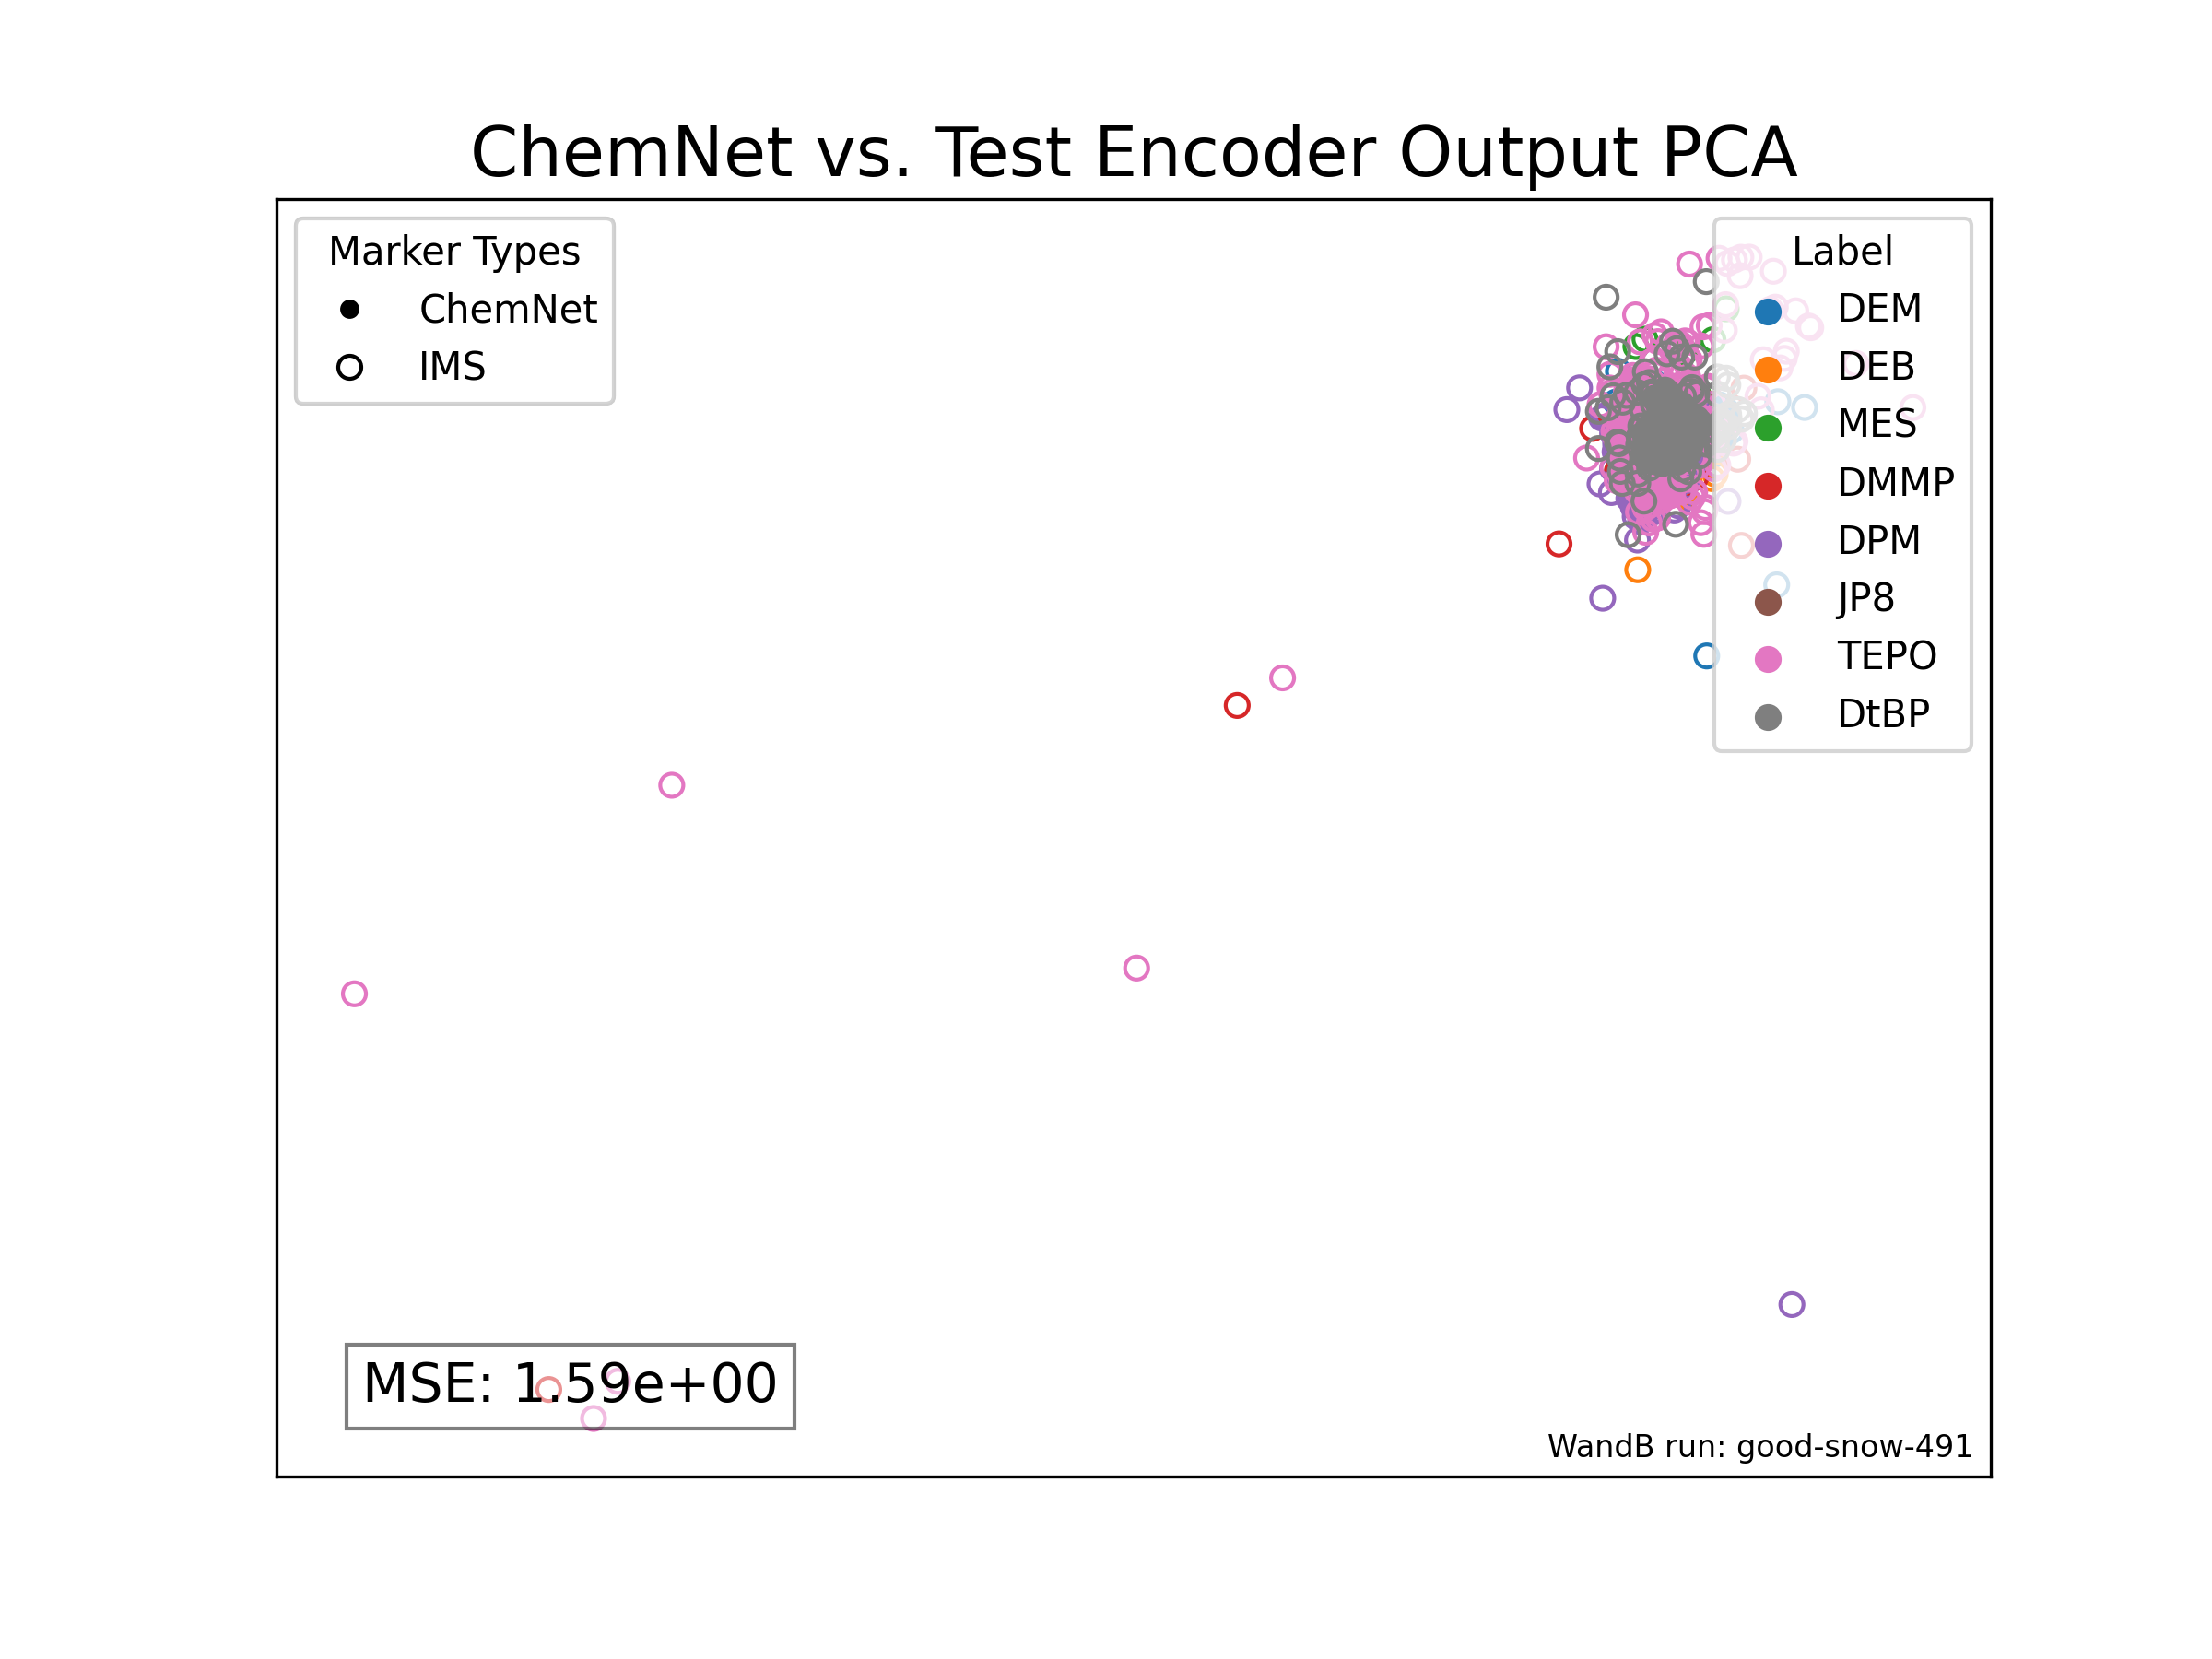 ChemNet vs. Test Encoder Output PCA
Marker Types
ChemNet
IMS
Label
DEM
DEB
MES
DMMP
DPM
JP8
TEPO
DtBP
MSE: 1.59e+00
WandB run: good-snow-491